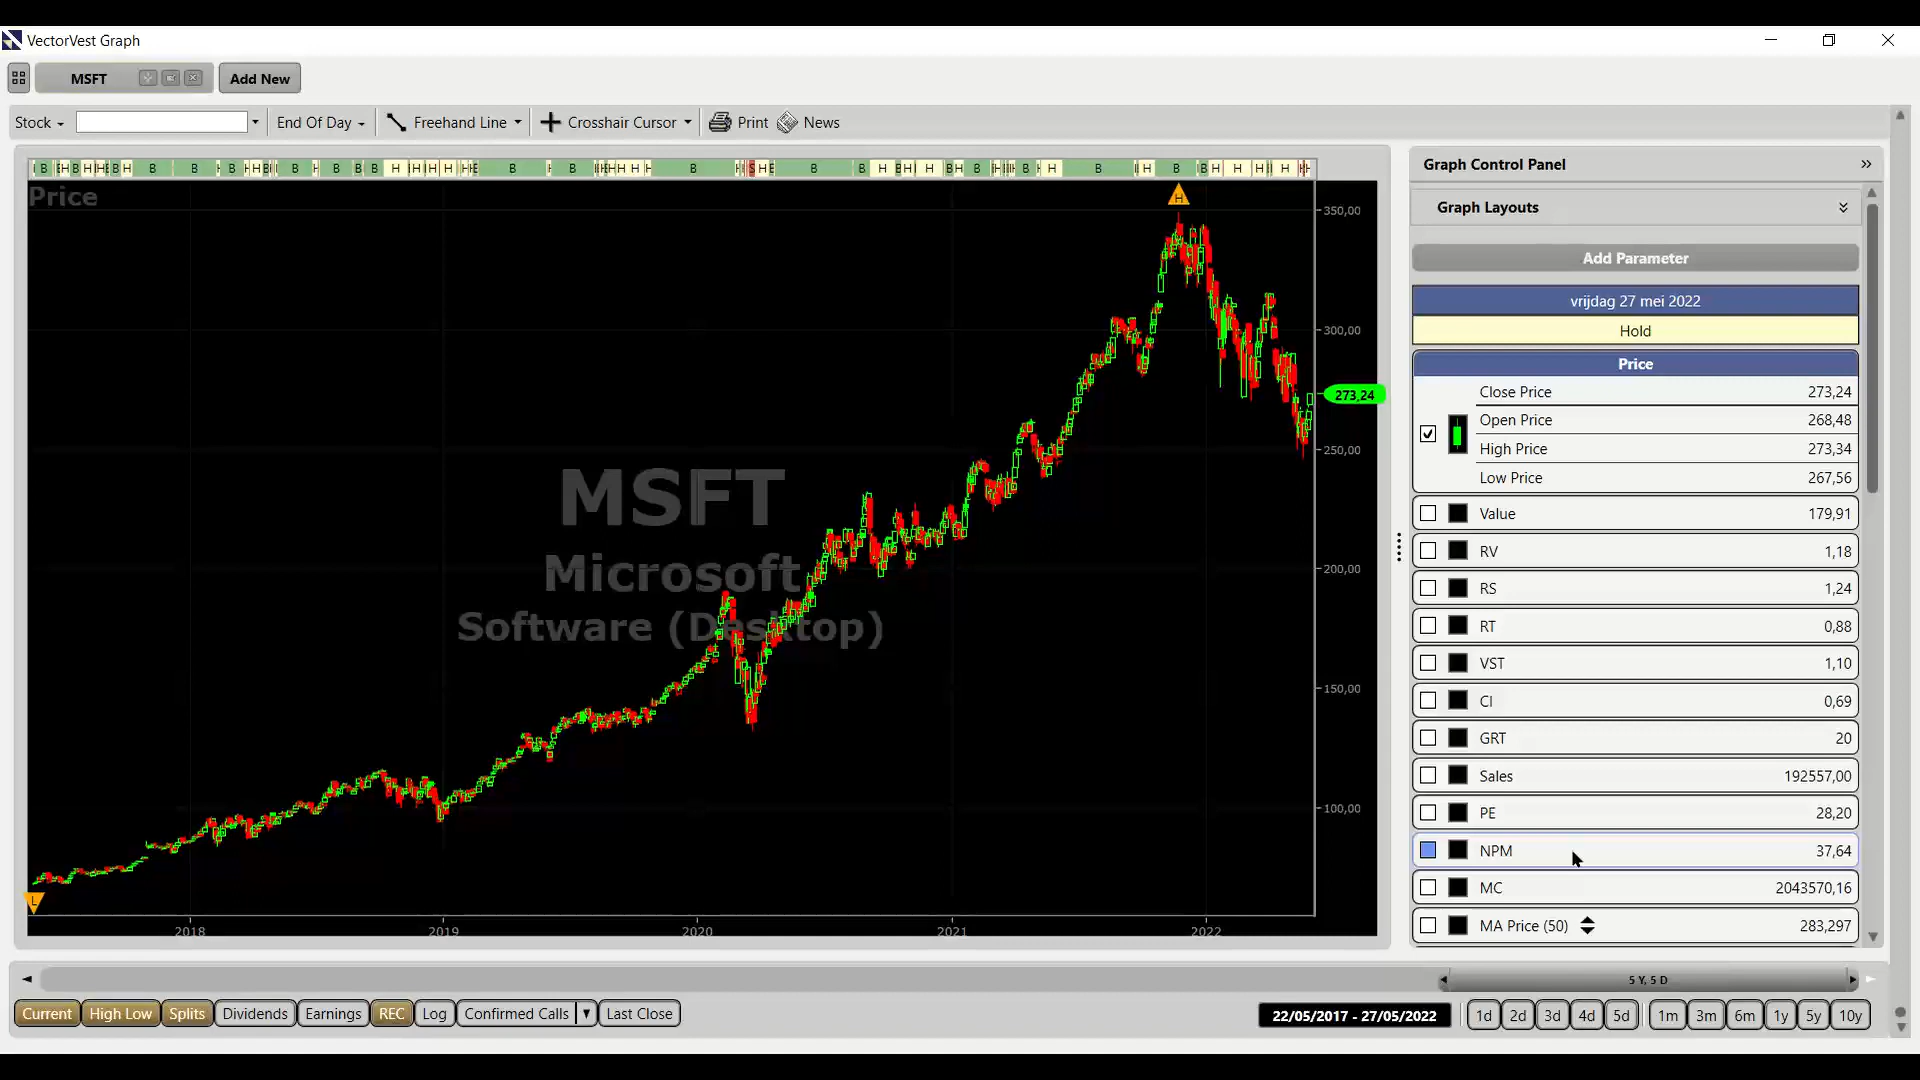 VectorVest Graph
MSFT Add New
Stock End Of Day Freehand Line Crosshair Cursor Print News
Graph Control Panel
Graph Layouts
Add Parameter
vrijdag 27 mei 2022
Hold
Price
Close Price 273,24
Open Price 268,48
High Price 273,34
Low Price 267,56
Value 179,91
RV 1,18
RS 1,24
RT 0,88
VST 1,10
CI 0,69
GRT 20
Sales 192557,00
PE 28,20
NPM 37,64
MC 2043570,16
MA Price (50) 283,297
Price
H
L
MSFT
Microsoft
Software (Desktop)
350,00
300,00
273,24
250,00
200,00
150,00
100,00
2018 2019 2020 2021 2022
5 Y, 5 D
Current High Low Splits Dividends Earnings REC Log Confirmed Calls Last Close 22/05/2017 - 27/05/2022 1d 2d 3d 4d 5d 1m 3m 6m 1y 5y 10y